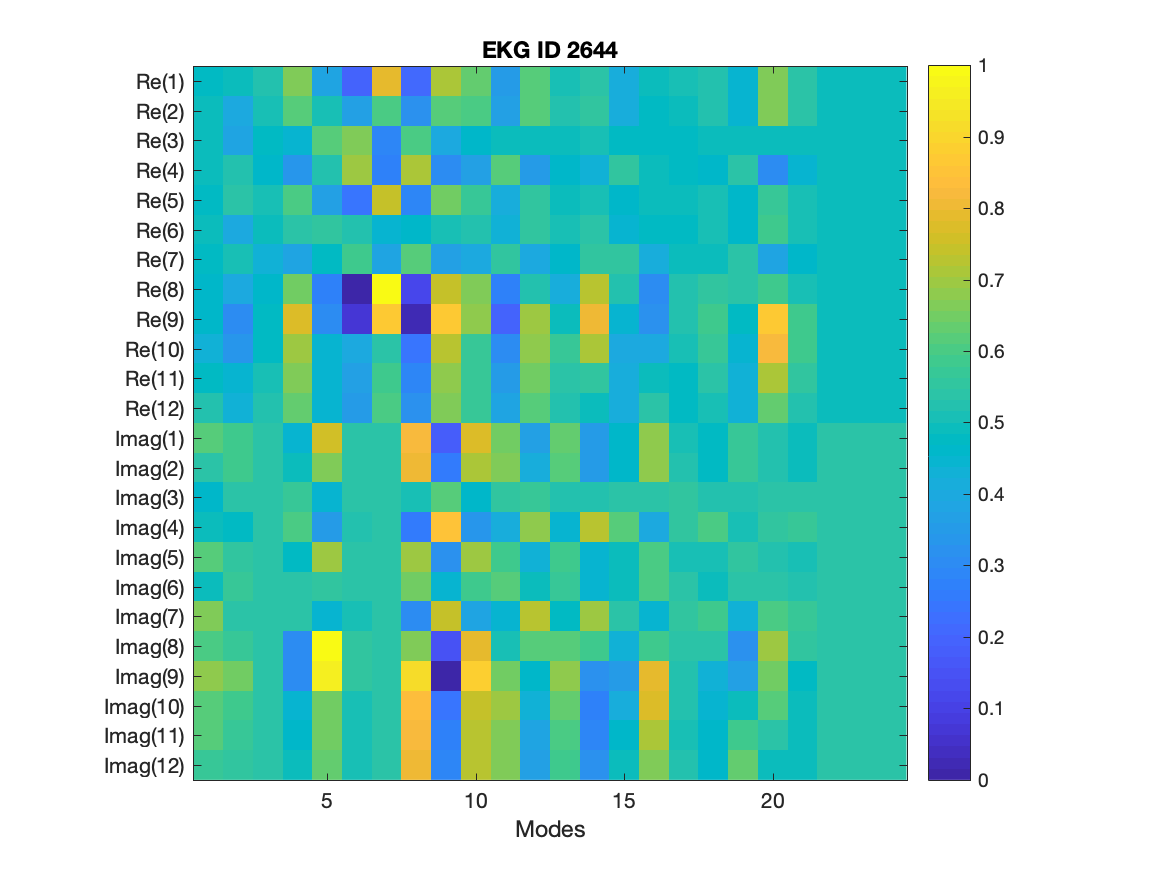 EKG ID 2644
Re(1)
Re(2)
Re(3)
Re(4)
Re(5)
Re(6)
Re(7)
Re(8)
Re(9)
Re(10)
Re(11)
Re(12)
Imag(1)
Imag(2)
Imag(3)
Imag(4)
Imag(5)
Imag(6)
Imag(7)
Imag(8)
Imag(9)
Imag(10)
Imag(11)
Imag(12)
5 10 15 20
Modes
1
0.9
0.8
0.7
0.6
0.5
0.4
0.3
0.2
0.1
0